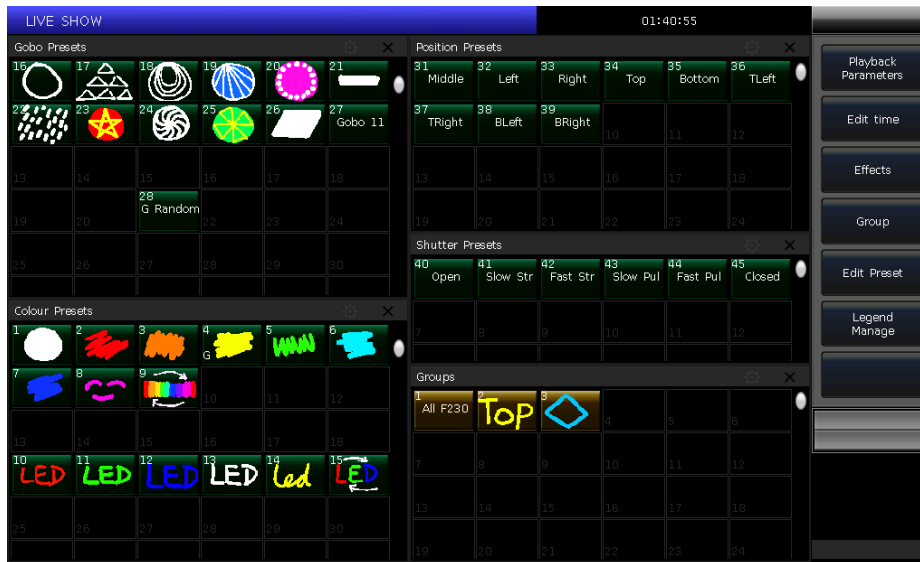 LIVE SHOW
01:40:55
Gobo Presets
16 17 18 19 20 21
22 23 24 25 26 27 Gobo 11
13 14 15 16 17 18
28 G Random
19 20 22 23 24
25 26 27 28 29 30
Colour Presets
1 2 3 4 G 5 6
7 8 9 10 11 12
13 14 15 16 17 18
10 LED 11 LED 12 LED 13 LED 14 Led 15 LED
25 26 27 28 29 30
Position Presets
31 Middle 32 Left 33 Right 34 Top 35 Bottom 36 TLeft
37 TRight 38 BLeft 39 BRight 10 11 12
13 14 15 16 17 18
19 20 21 22 23 24
Shutter Presets
40 Open 41 Slow Str 42 Fast Str 43 Slow Pul 44 Fast Pul 45 Closed
7 8 9 10 11 12
Groups
1 All F230 2 Top 3 4 5 6
7 8 9 10 11 12
13 14 15 16 17 18
19 20 21 22 23 24
Playback
Parameters
Edit time
Effects
Group
Edit Preset
Legend
Manage